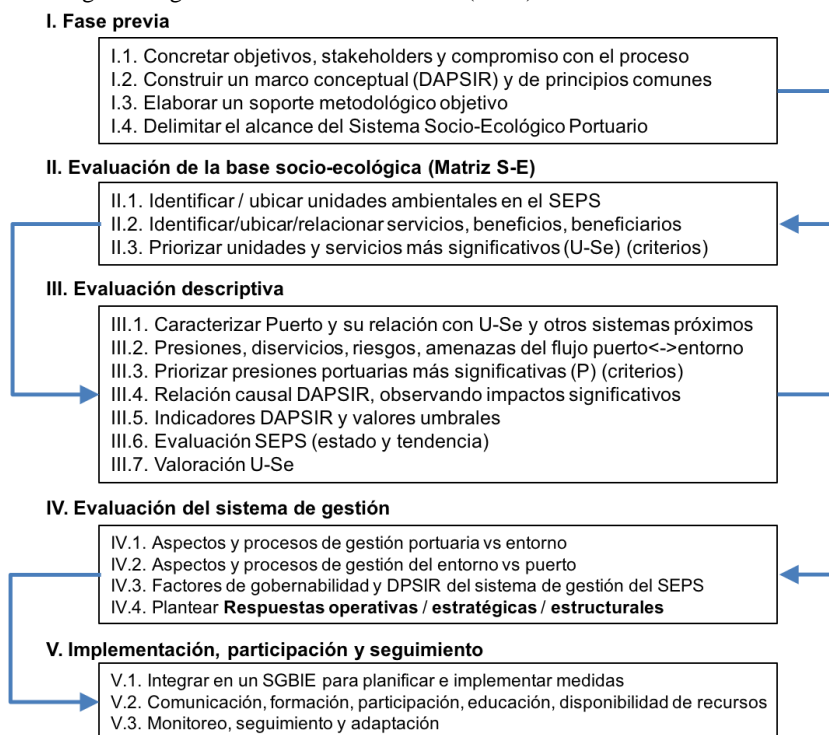 I. Fase previa
I.1. Concretar objetivos, stakeholders y compromiso con el proceso
I.2. Construir un marco conceptual (DAPSIR) y de principios comunes
I.3. Elaborar un soporte metodológico objetivo
I.4. Delimitar el alcance del Sistema Socio-Ecológico Portuario
II. Evaluación de la base socio-ecológica (Matriz S-E)
II.1. Identificar / ubicar unidades ambientales en el SEPS
II.2. Identificar/ubicar/relacionar servicios, beneficios, beneficiarios
II.3. Priorizar unidades y servicios más significativos (U-Se) (criterios)
III. Evaluación descriptiva
III.1. Caracterizar Puerto y su relación con U-Se y otros sistemas próximos
III.2. Presiones, diservicios, riesgos, amenazas del flujo puerto<->entorno
III.3. Priorizar presiones portuarias más significativas (P) (criterios)
III.4. Relación causal DAPSIR, observando impactos significativos
III.5. Indicadores DAPSIR y valores umbrales
III.6. Evaluación SEPS (estado y tendencia)
III.7. Valoración U-Se
IV. Evaluación del sistema de gestión
IV.1. Aspectos y procesos de gestión portuaria vs entorno
IV.2. Aspectos y procesos de gestión del entorno vs puerto
IV.3. Factores de gobernabilidad y DPSIR del sistema de gestión del SEPS
IV.4. Plantear Respuestas operativas / estratégicas / estructurales
V. Implementación, participación y seguimiento
V.1. Integrar en un SGBIE para planificar e implementar medidas
V.2. Comunicación, formación, participación, educación, disponibilidad de recursos
V.3. Monitoreo, seguimiento y adaptación